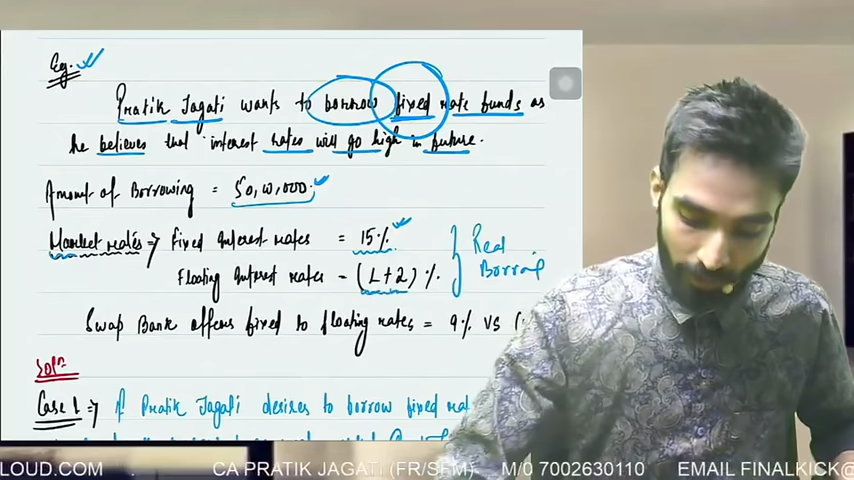 Eg.
Pratik Jagati wants to borrow fixed rate funds as
he believes that interest rates will go high in future.
Amount of Borrowing = 50,00,000.
Market rates => Fixed Interest rates = 15%.
Floating Interest rates = (L+2) %.
Real
Borrow
Swap Bank offers fixed to floating rates = 9% VS (
Soln
Case 1 => If Pratik Jagati desires to borrow fixed
LOUD.COM CA PRATIK JAGATI (FR/SFM) M/0 7002630110 EMAIL FINALKICK@